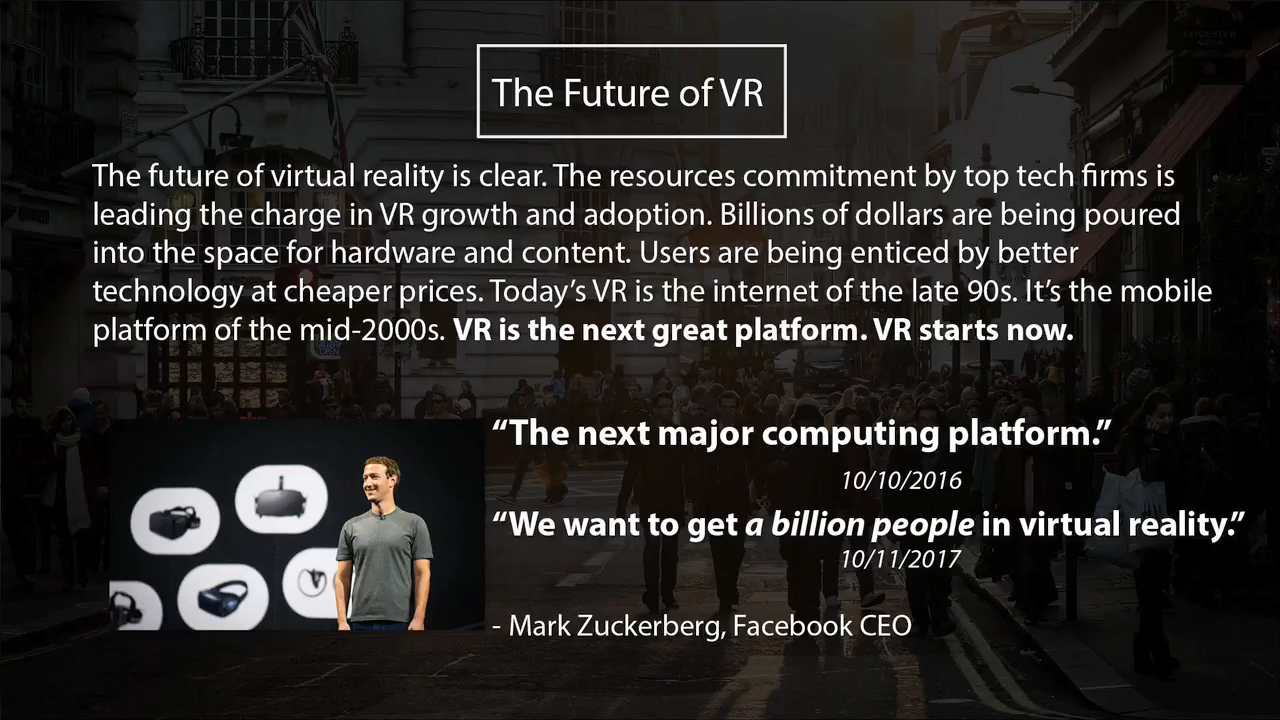 The Future of VR
The future of virtual reality is clear. The resources commitment by top tech firms is
leading the charge in VR growth and adoption. Billions of dollars are being poured
into the space for hardware and content. Users are being enticed by better
technology at cheaper prices. Today’s VR is the internet of the late 90s. It’s the mobile
platform of the mid-2000s. VR is the next great platform. VR starts now.
“The next major computing platform.”
10/10/2016
“We want to get a billion people in virtual reality.”
10/11/2017
- Mark Zuckerberg, Facebook CEO